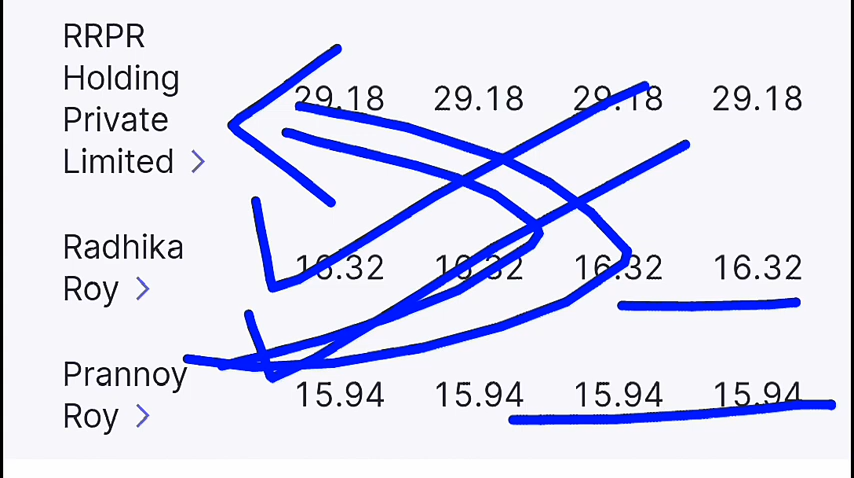 RRPR
Holding
Private
Limited >
29.18 29.18 29.18 29.18
Radhika
Roy >
16.32 16.32 16.32 16.32
Prannoy
Roy >
15.94 15.94 15.94 15.94